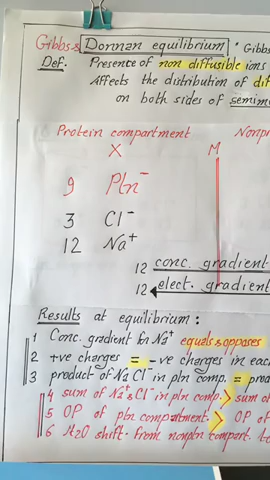 Gibbs & Donnan equilibrium • Gibbs
Def. Presence of non diffusible ions
Affects the distribution of dif
on both sides of semim
Protein compartment Nonp
X M
9 Pln⁻
3 Cl⁻
12 Na⁺
12 conc. gradient
12 elect. gradient
Results at equilibrium:
1 Conc. gradient for Na⁺ equals & opposes
2 +ve charges = -ve charges in each
3 product of NaCl in pln comp. = prod
4 sum of Na⁺ & Cl⁻ in pln comp. > sum o
5 OP of pln compartment. > OP of
6 H2O shift from nonpln compart. to